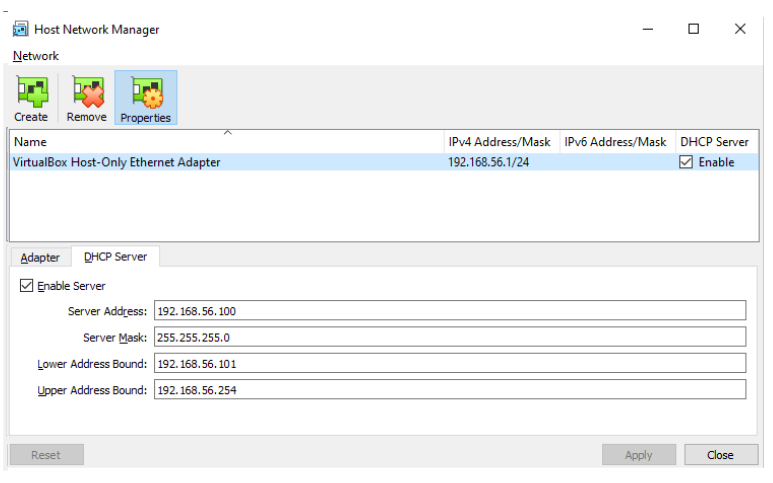 Host Network Manager
Network
Create Remove Properties
Name IPv4 Address/Mask IPv6 Address/Mask DHCP Server
VirtualBox Host-Only Ethernet Adapter 192.168.56.1/24 Enable
Adapter DHCP Server
Enable Server
Server Address: 192.168.56.100
Server Mask: 255.255.255.0
Lower Address Bound: 192.168.56.101
Upper Address Bound: 192.168.56.254
Reset Apply Close